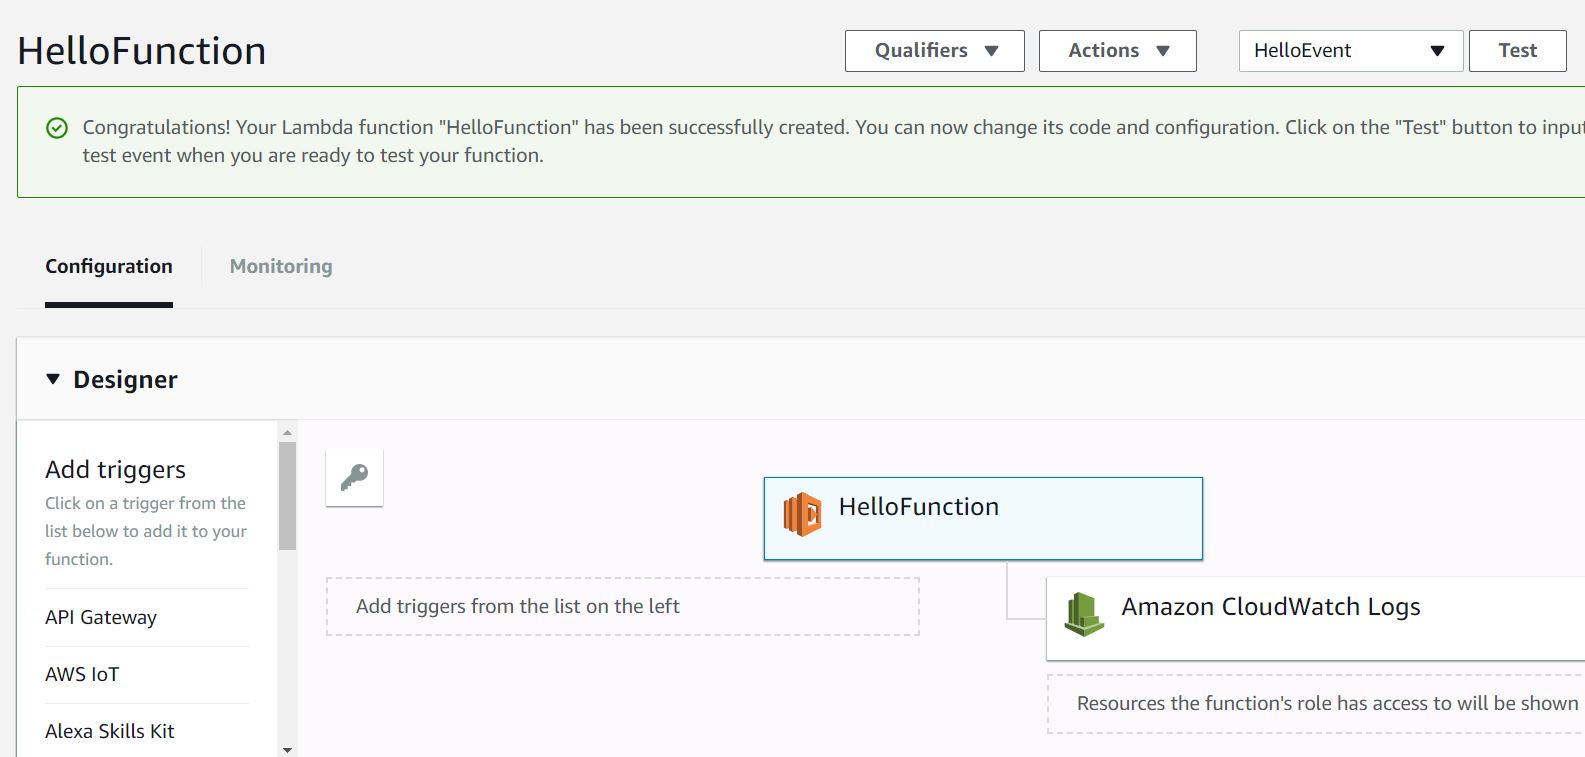 HelloFunction
Qualifiers
Actions
HelloEvent
Test
Congratulations! Your Lambda function "HelloFunction" has been successfully created. You can now change its code and configuration. Click on the "Test" button to input
test event when you are ready to test your function.
Configuration
Monitoring
Designer
Add triggers
Click on a trigger from the
list below to add it to your
function.
API Gateway
AWS IoT
Alexa Skills Kit
HelloFunction
Add triggers from the list on the left
Amazon CloudWatch Logs
Resources the function's role has access to will be shown